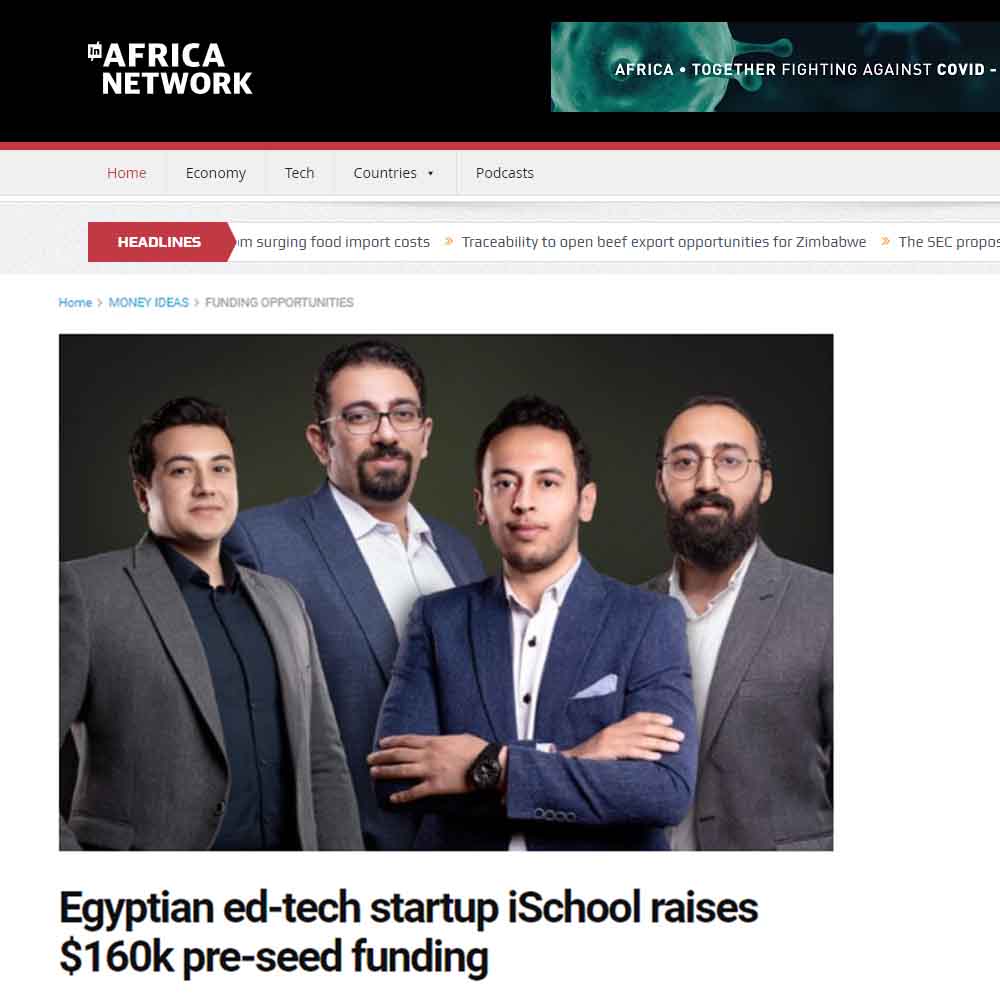 In AFRICA
NETWORK
AFRICA • TOGETHER FIGHTING AGAINST COVID -
Home Economy Tech Countries Podcasts
HEADLINES surging food import costs » Traceability to open beef export opportunities for Zimbabwe » The SEC
Home > MONEY IDEAS > FUNDING OPPORTUNITIES
Egyptian ed-tech startup iSchool raises
$160k pre-seed funding